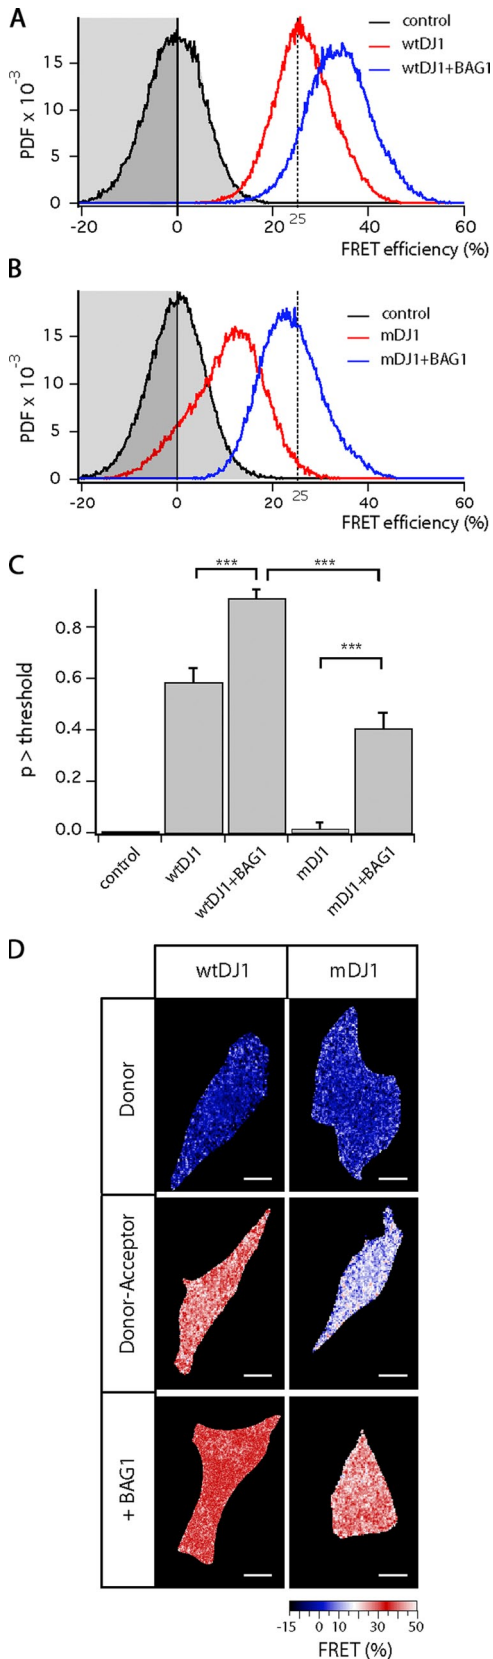 A
control
wtDJ1
wtDJ1+BAG1
PDF x 10⁻³
15
5
0
-20
0
20
25
40
60
FRET efficiency (%)
B
control
mDJ1
mDJ1+BAG1
PDF x 10⁻³
15
10
5
0
-20
0
20
25
40
60
FRET efficiency (%)
C
***
***
***
p > threshold
0.8
0.6
0.4
0.2
0.0
control
wtDJ1
wtDJ1+BAG1
mDJ1
mDJ1+BAG1
D
wtDJ1
mDJ1
Donor
Donor-Acceptor
+ BAG1
-15
0
10
30
50
FRET (%)